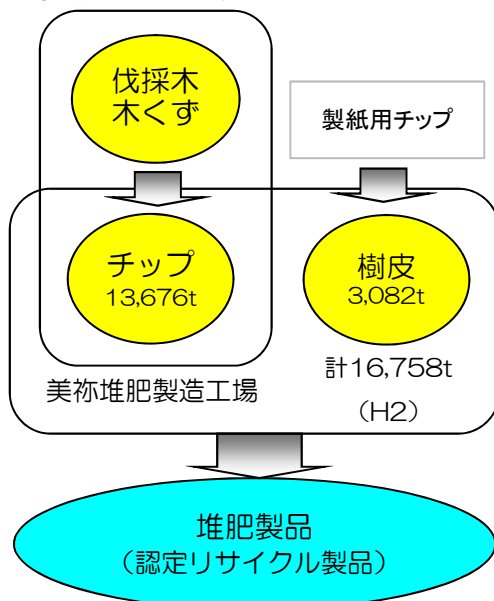 伐採木
木くず
製紙用チップ
チップ
13,676t
樹皮
3,082t
美祢堆肥製造工場
計16,758t
(H2)
堆肥製品
(認定リサイクル製品)